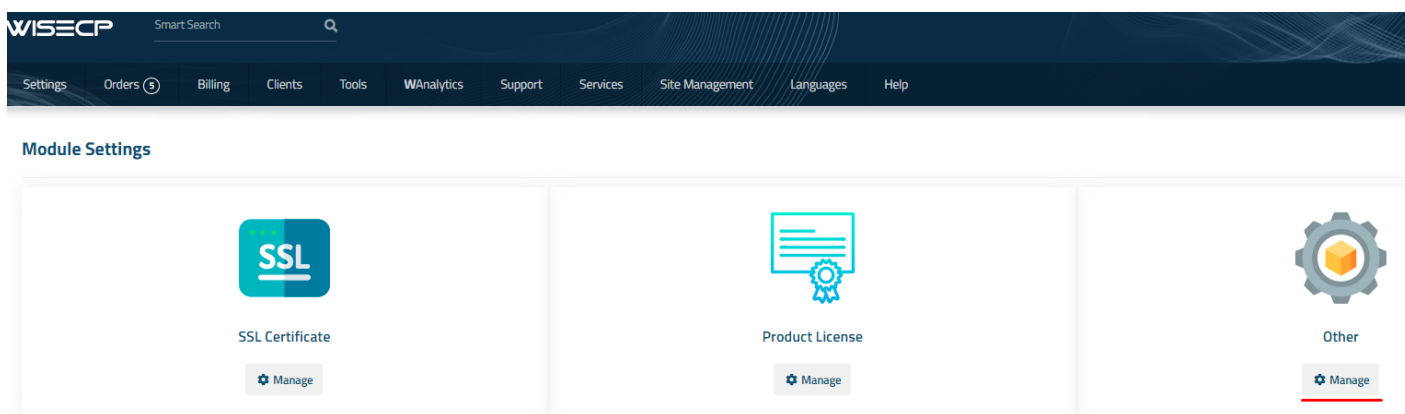 WISECP Smart Search
Settings Orders 5 Billing Clients Tools WAnalytics Support Services Site Management Languages Help
Module Settings
SSL
SSL Certificate Product License Other
Manage Manage Manage